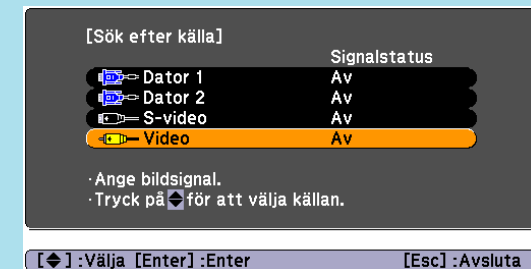 [Sök efter källa]
Signalstatus
Dator 1 Av
Dator 2 Av
S-video Av
Video Av
·Ange bildsignal.
·Tryck på för att välja källan.
[ ] :Välja [Enter] :Enter [Esc] :Avsluta